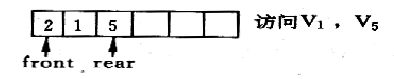 2 1 5 访问V₁，V₅
front rear